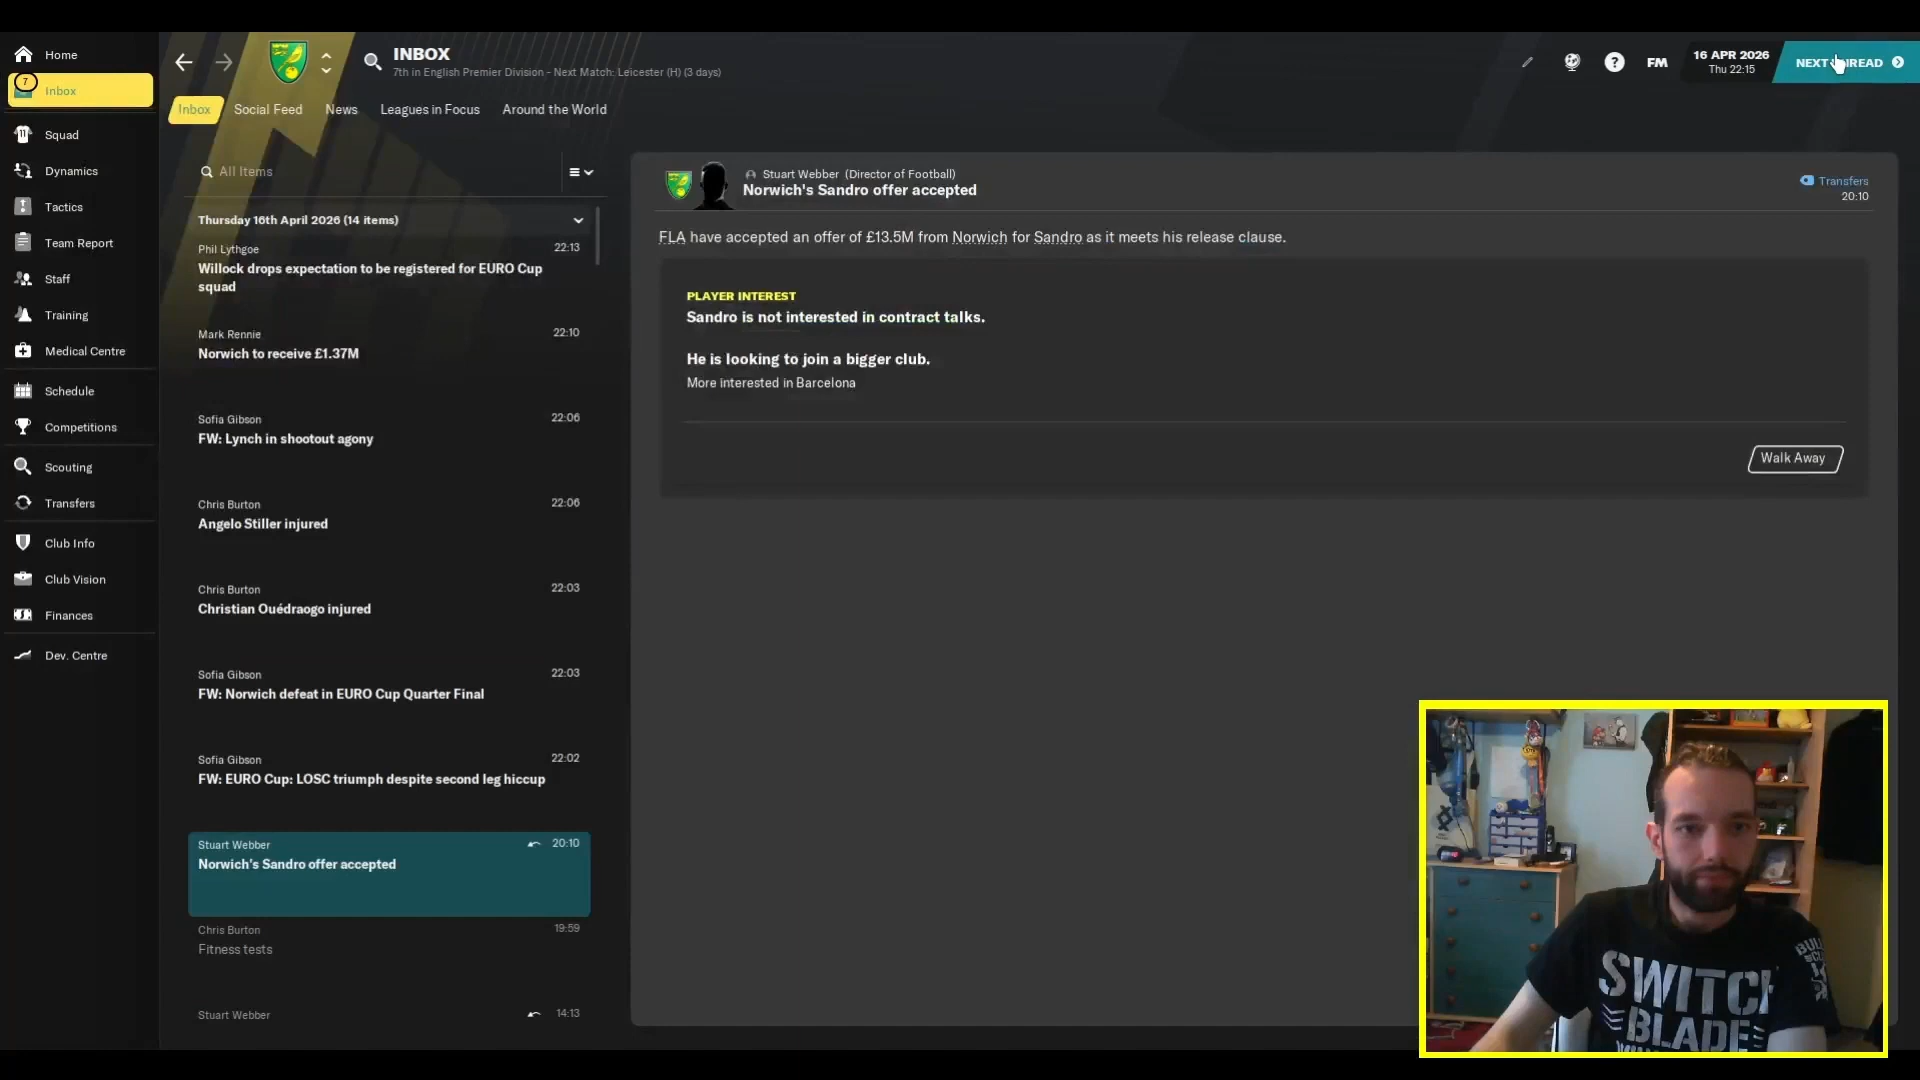 Home
7
Inbox
Squad
Dynamics
Tactics
Team Report
Staff
Training
Medical Centre
Schedule
Competitions
Scouting
Transfers
Club Info
Club Vision
Finances
Dev. Centre
INBOX
7th in English Premier Division - Next Match: Leicester (H) (3 days)
?
FM
16 APR 2026
Thu 22:15
NEXT
Inbox
Social Feed
News
Leagues in Focus
Around the World
All Items
Thursday 16th April 2026 (14 items)
Phil Lythgoe 22:13
Willock drops expectation to be registered for EURO Cup
squad
Mark Rennie 22:10
Norwich to receive £1.37M
Sofia Gibson 22:06
FW: Lynch in shootout agony
Chris Burton 22:06
Angelo Stiller injured
Chris Burton 22:03
Christian Ouédraogo injured
Sofia Gibson 22:03
FW: Norwich defeat in EURO Cup Quarter Final
Sofia Gibson 22:02
FW: EURO Cup: LOSC triumph despite second leg hiccup
Stuart Webber 20:10
Norwich's Sandro offer accepted
Chris Burton 19:59
Fitness tests
Stuart Webber 14:13
Stuart Webber (Director of Football)
Norwich's Sandro offer accepted
Transfers
20:10
FLA have accepted an offer of £13.5M from Norwich for Sandro as it meets his release clause.
PLAYER INTEREST
Sandro is not interested in contract talks.
He is looking to join a bigger club.
More interested in Barcelona
Walk Away
SWITCH
BLADE